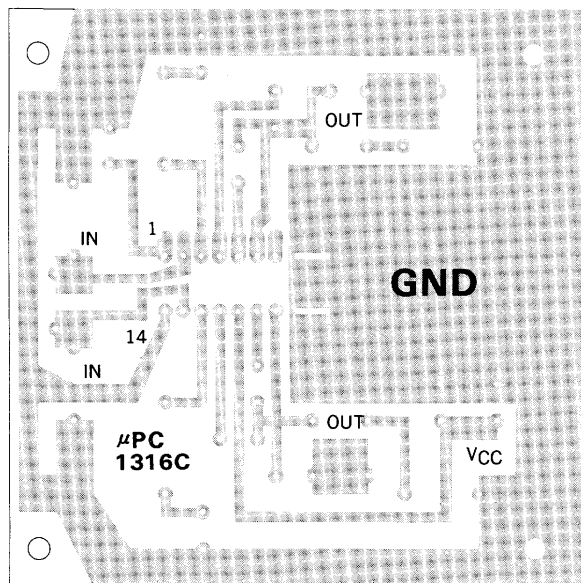 OUT
1
IN
GND
14
IN
OUT
μPC
1316C
VCC